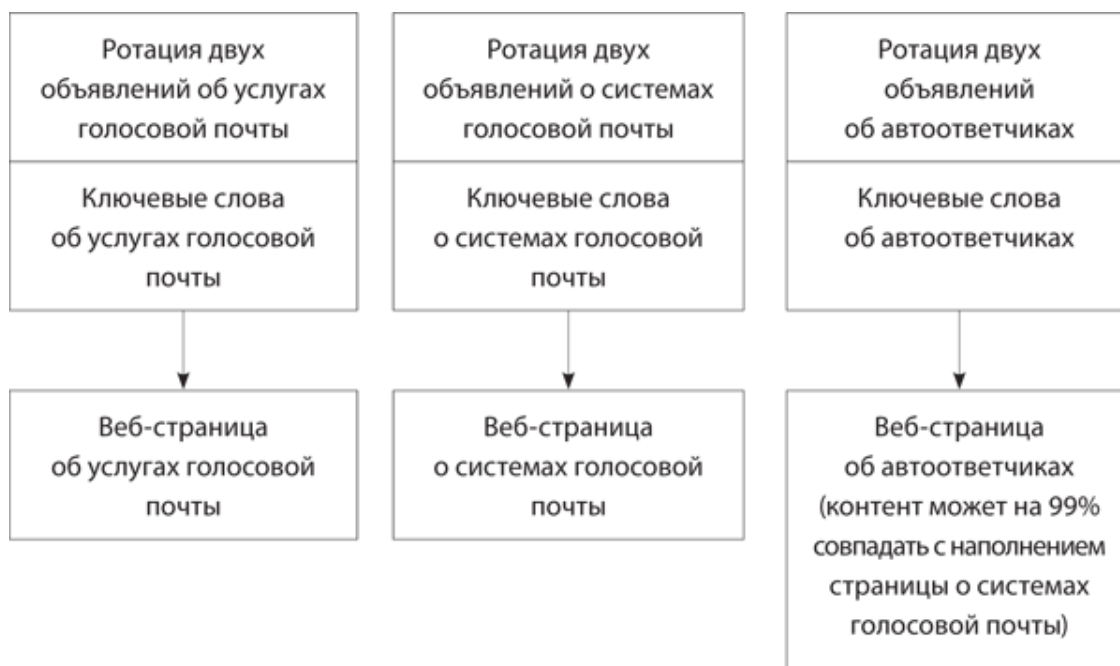 Ротация двух
объявлений об услугах
голосовой почты
Ключевые слова
об услугах голосовой
почты
Веб-страница
об услугах голосовой
почты
Ротация двух
объявлений о системах
голосовой почты
Ключевые слова
о системах голосовой
почты
Веб-страница
о системах голосовой
почты
Ротация двух
объявлений
об автоответчиках
Ключевые слова
об автоответчиках
Веб-страница
об автоответчиках
(контент может на 99%
совпадать с наполнением
страницы о системах
голосовой почты)